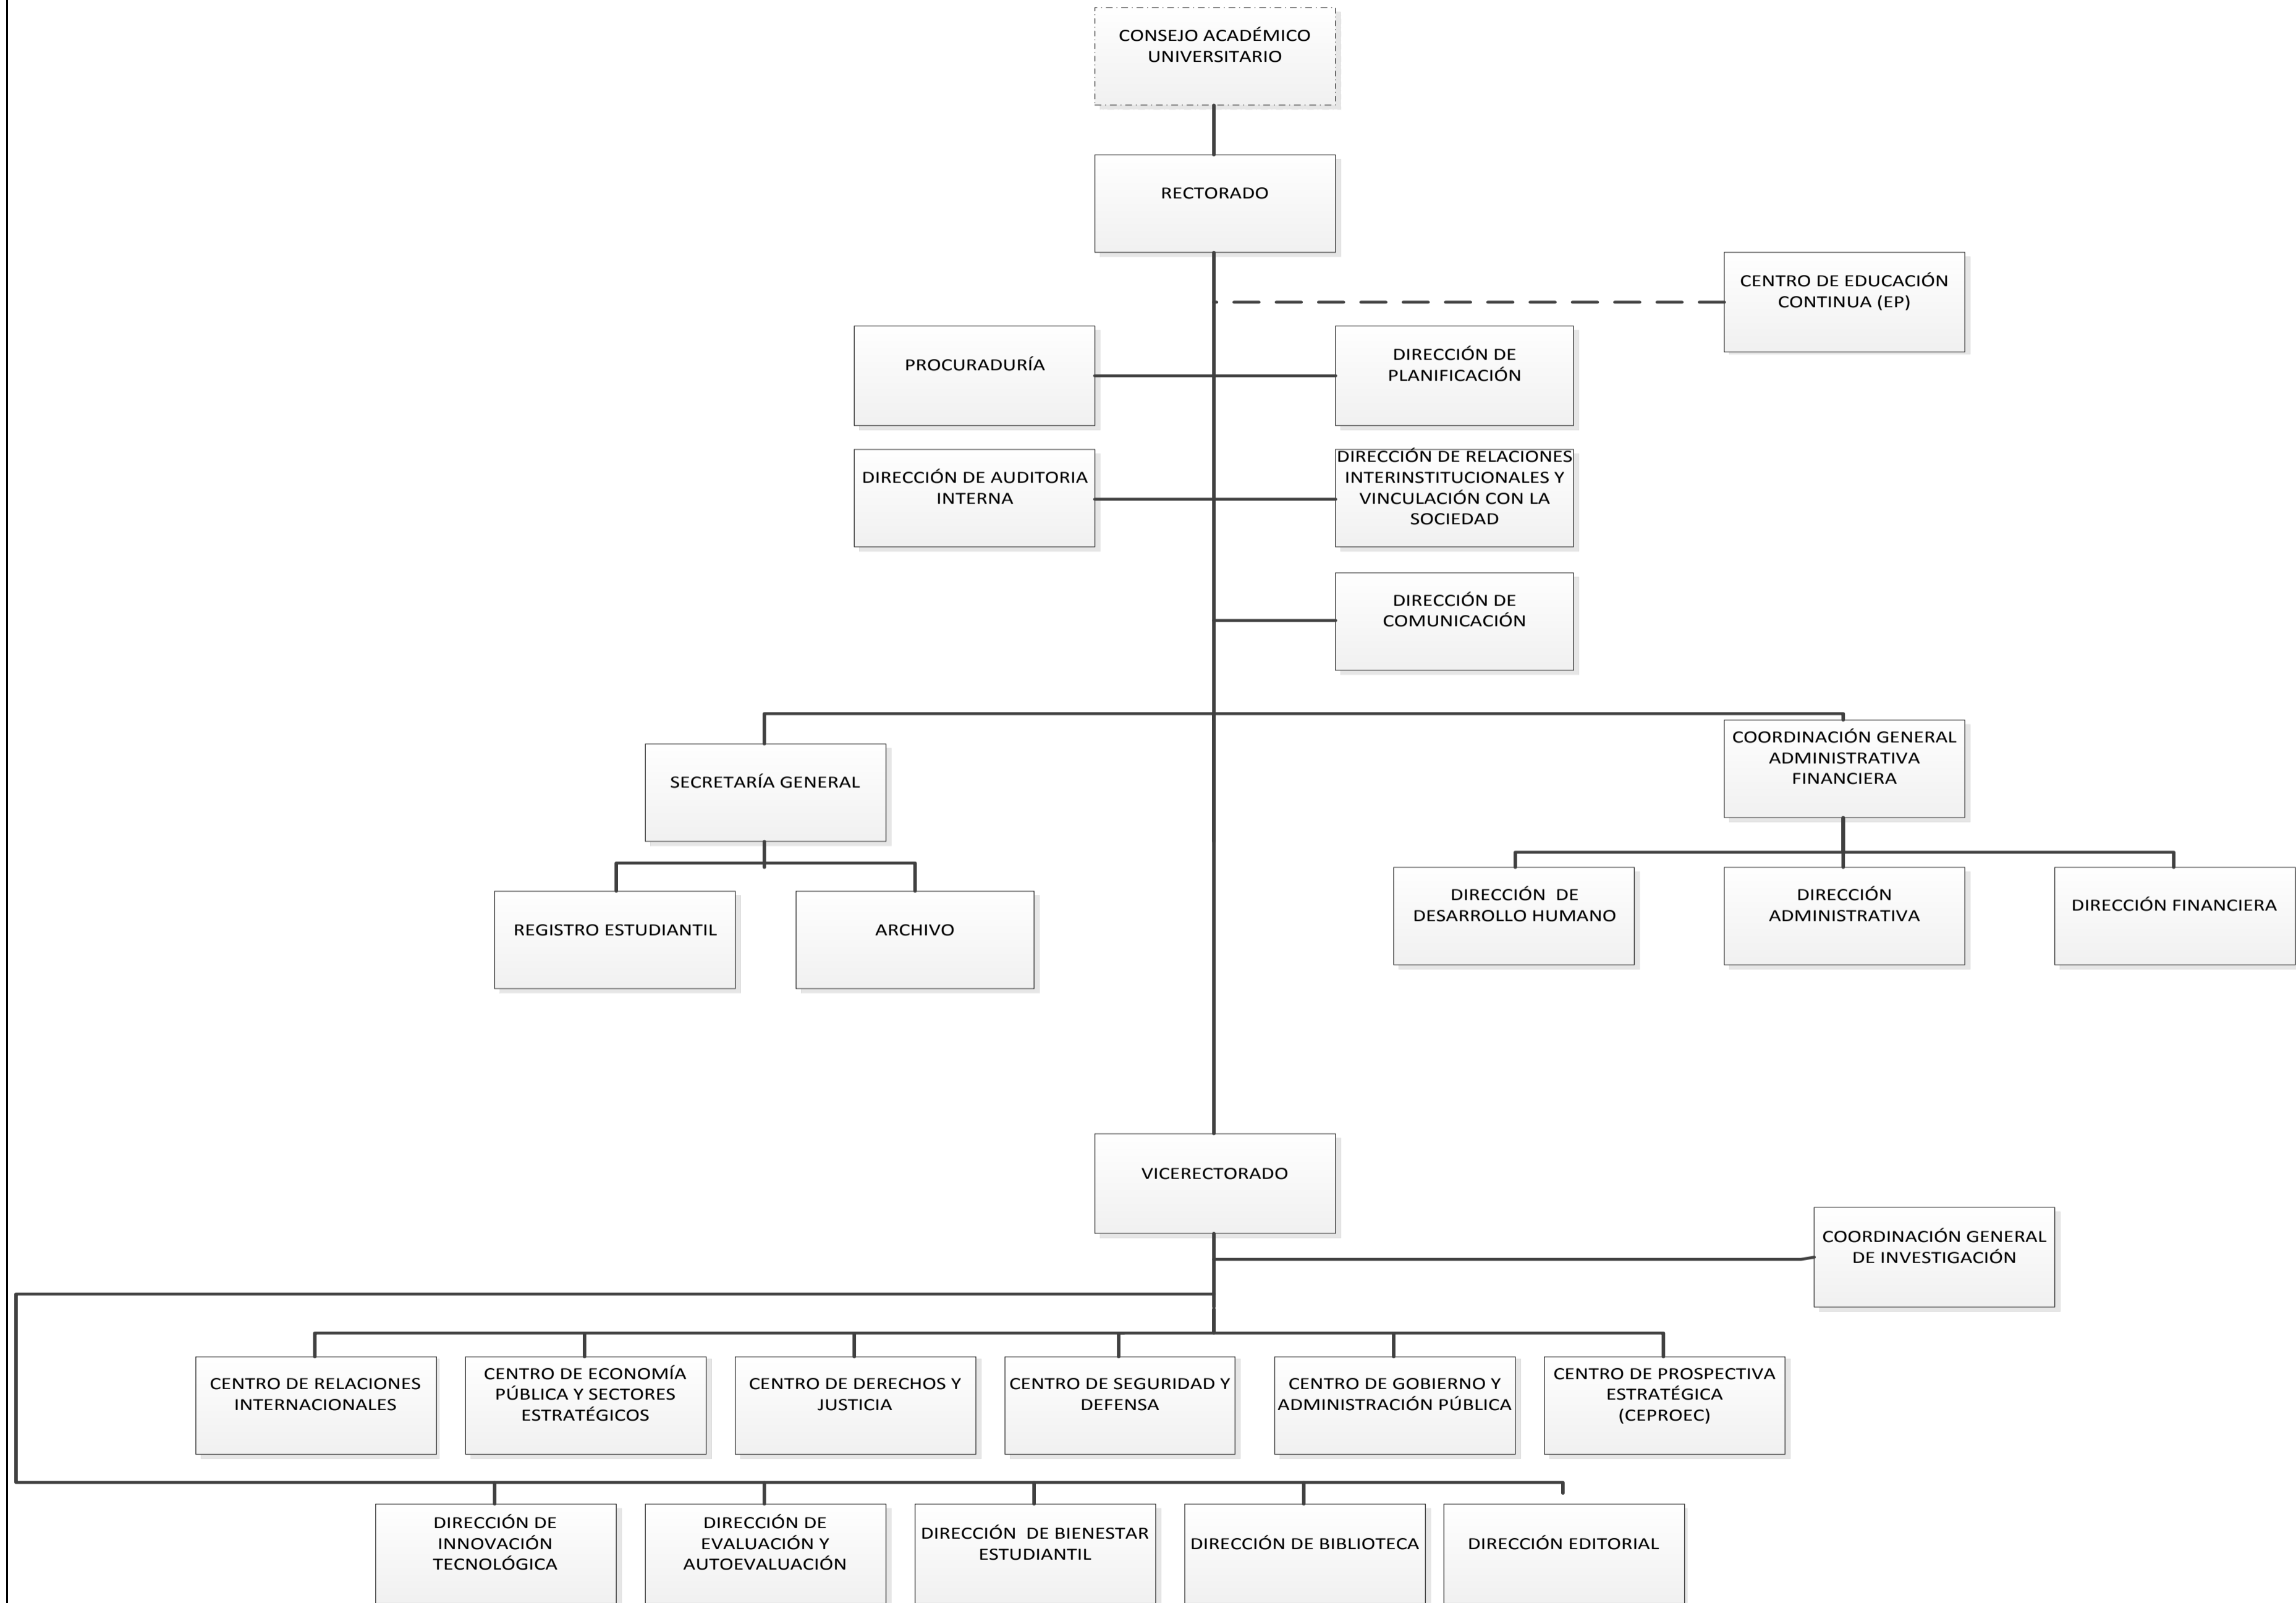 CONSEJO ACADÉMICO
UNIVERSITARIO
RECTORADO
CENTRO DE EDUCACIÓN
CONTINUA (EP)
PROCURADURÍA
DIRECCIÓN DE
PLANIFICACIÓN
DIRECCIÓN DE AUDITORIA
INTERNA
DIRECCIÓN DE RELACIONES
INTERINSTITUCIONALES Y
VINCULACIÓN CON LA
SOCIEDAD
DIRECCIÓN DE
COMUNICACIÓN
SECRETARÍA GENERAL
COORDINACIÓN GENERAL
ADMINISTRATIVA
FINANCIERA
REGISTRO ESTUDIANTIL
ARCHIVO
DIRECCIÓN  DE
DESARROLLO HUMANO
DIRECCIÓN
ADMINISTRATIVA
DIRECCIÓN FINANCIERA
VICERECTORADO
COORDINACIÓN GENERAL
DE INVESTIGACIÓN
CENTRO DE RELACIONES
INTERNACIONALES
CENTRO DE ECONOMÍA
PÚBLICA Y SECTORES
ESTRATÉGICOS
CENTRO DE DERECHOS Y
JUSTICIA
CENTRO DE SEGURIDAD Y
DEFENSA
CENTRO DE GOBIERNO Y
ADMINISTRACIÓN PÚBLICA
CENTRO DE PROSPECTIVA
ESTRATÉGICA
(CEPROEC)
DIRECCIÓN DE
INNOVACIÓN
TECNOLÓGICA
DIRECCIÓN DE
EVALUACIÓN Y
AUTOEVALUACIÓN
DIRECCIÓN  DE BIENESTAR
ESTUDIANTIL
DIRECCIÓN DE BIBLIOTECA
DIRECCIÓN EDITORIAL